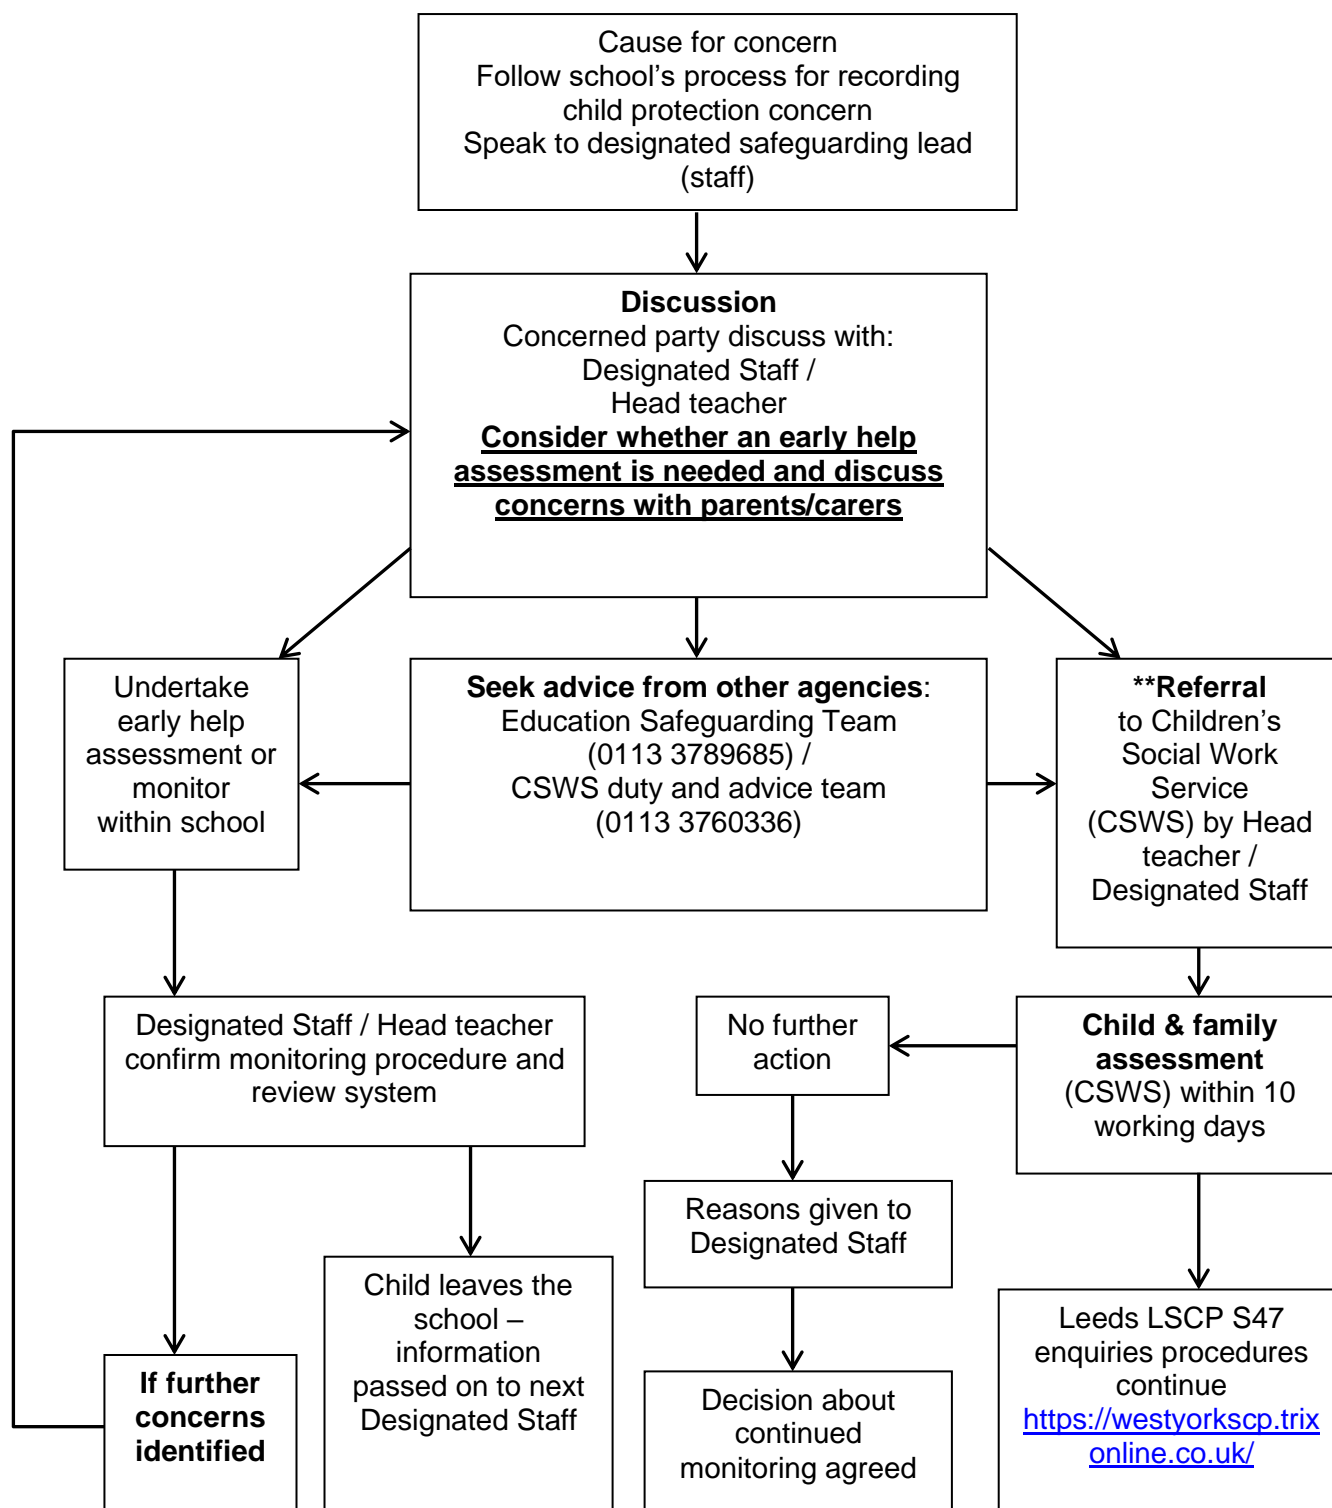 Cause for concern
Follow school’s process for recording
child protection concern
Speak to designated safeguarding lead
(staff)
Discussion
Concerned party discuss with:
Designated Staff /
Head teacher
Consider whether an early help
assessment is needed and discuss
concerns with parents/carers
Undertake
early help
assessment or
monitor
within school
Seek advice from other agencies:
Education Safeguarding Team
(0113 3789685) /
CSWS duty and advice team
(0113 3760336)
**Referral
to Children’s
Social Work
Service
(CSWS) by Head
teacher /
Designated Staff
Designated Staff / Head teacher
confirm monitoring procedure and
review system
No further
action
Child & family
assessment
(CSWS) within 10
working days
Reasons given to
Designated Staff
If further
concerns
identified
Child leaves the
school –
information
passed on to next
Designated Staff
Decision about
continued
monitoring agreed
Leeds LSCP S47
enquiries procedures
continue
https://westyorkscp.trix
online.co.uk/